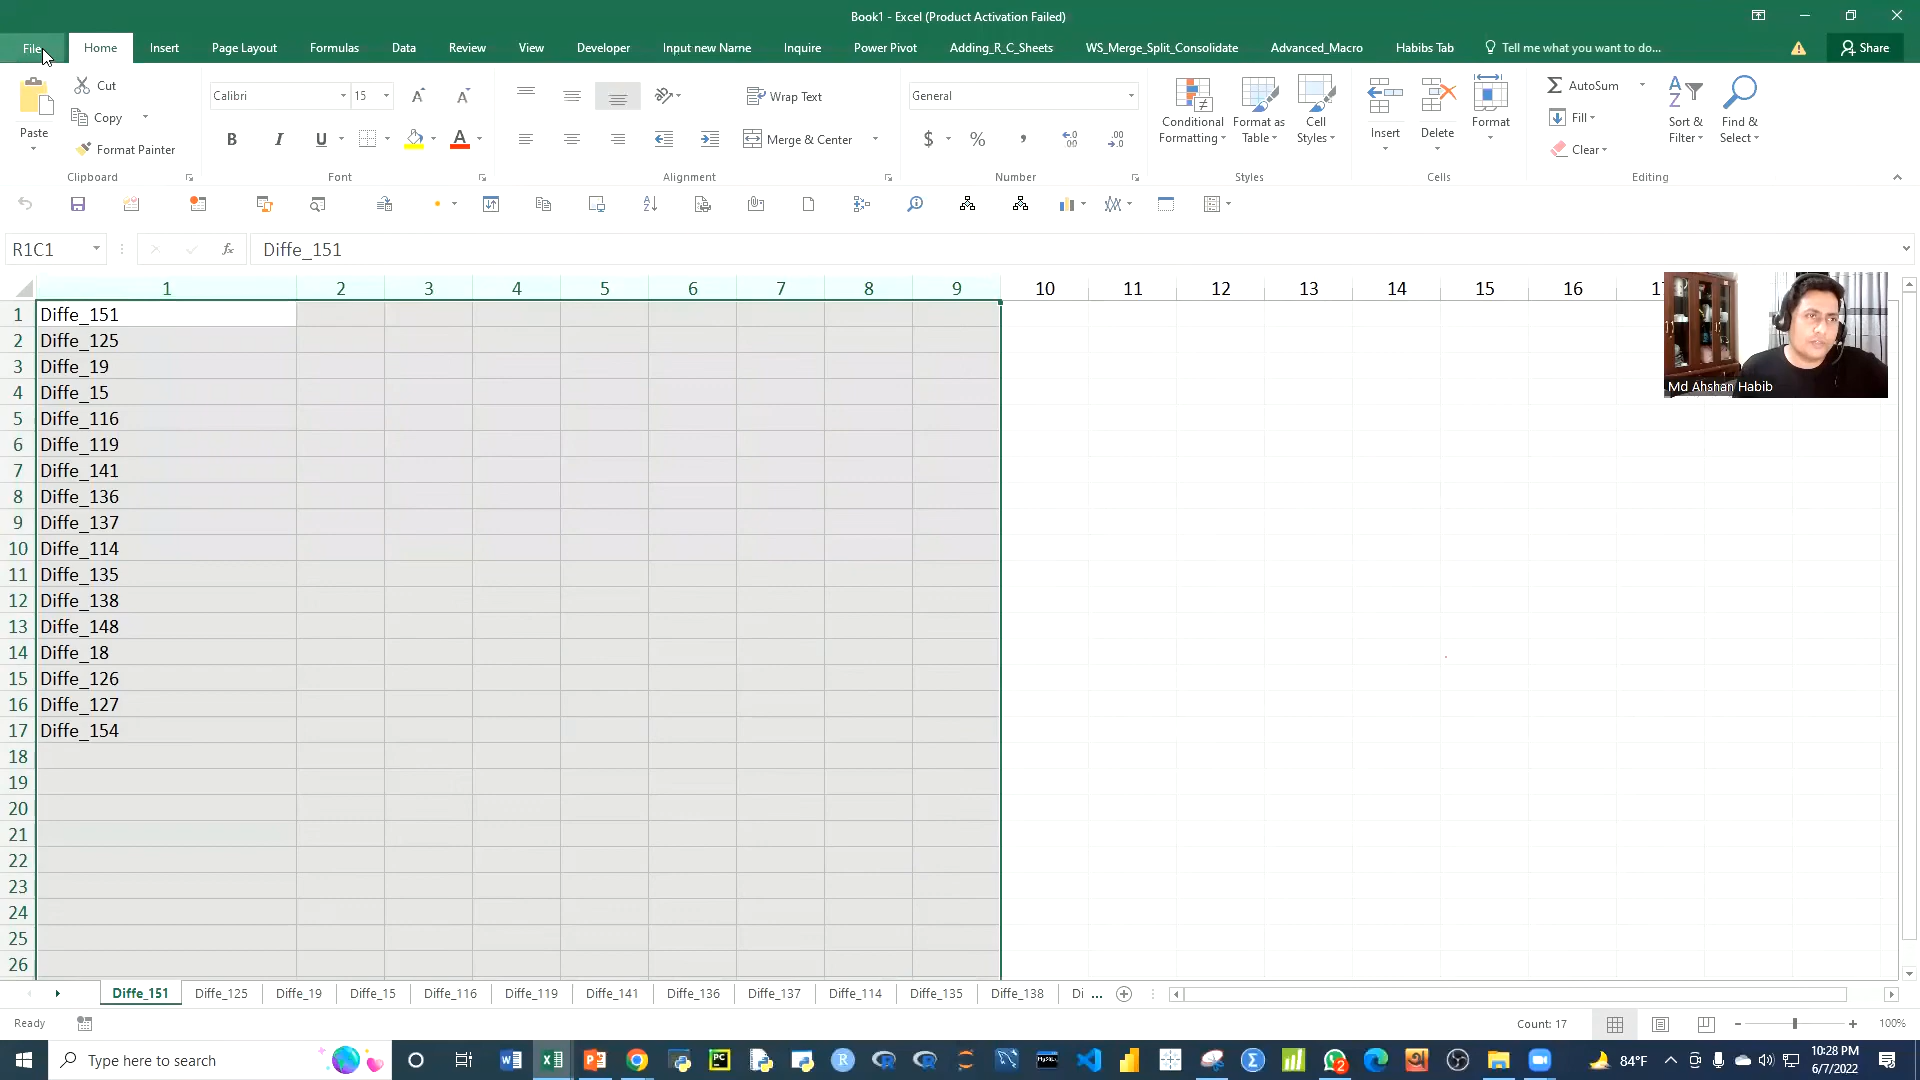 Book1 - Excel (Product Activation Failed)
File Home Insert Page Layout Formulas Data Review View Developer Input new Name Inquire Power Pivot Adding_R_C_Sheets WS_Merge_Split_Consolidate Advanced_Macro Habibs Tab Tell me what you want to do... Share
Paste
Cut
Copy
Format Painter
Clipboard
Calibri 15
B I U
Font
Wrap Text
Merge & Center
Alignment
General
$ % ,
Number
Conditional Formatting
Format as Table
Cell Styles
Styles
Insert
Delete
Format
Cells
AutoSum
Fill
Clear
Sort & Filter
Find & Select
Editing
R1C1 fx Diffe_151
1 2 3 4 5 6 7 8 9 10 11 12 13 14 15 16
1 Diffe_151
2 Diffe_125
3 Diffe_19
4 Diffe_15
5 Diffe_116
6 Diffe_119
7 Diffe_141
8 Diffe_136
9 Diffe_137
10 Diffe_114
11 Diffe_135
12 Diffe_138
13 Diffe_148
14 Diffe_18
15 Diffe_126
16 Diffe_127
17 Diffe_154
18
19
20
21
22
23
24
25
26
Md Ahshan Habib
Diffe_151 Diffe_125 Diffe_19 Diffe_15 Diffe_116 Diffe_119 Diffe_141 Diffe_136 Diffe_137 Diffe_114 Diffe_135 Diffe_138 Di ...
Ready Count: 17 100%
Type here to search 84°F 10:28 PM
6/7/2022